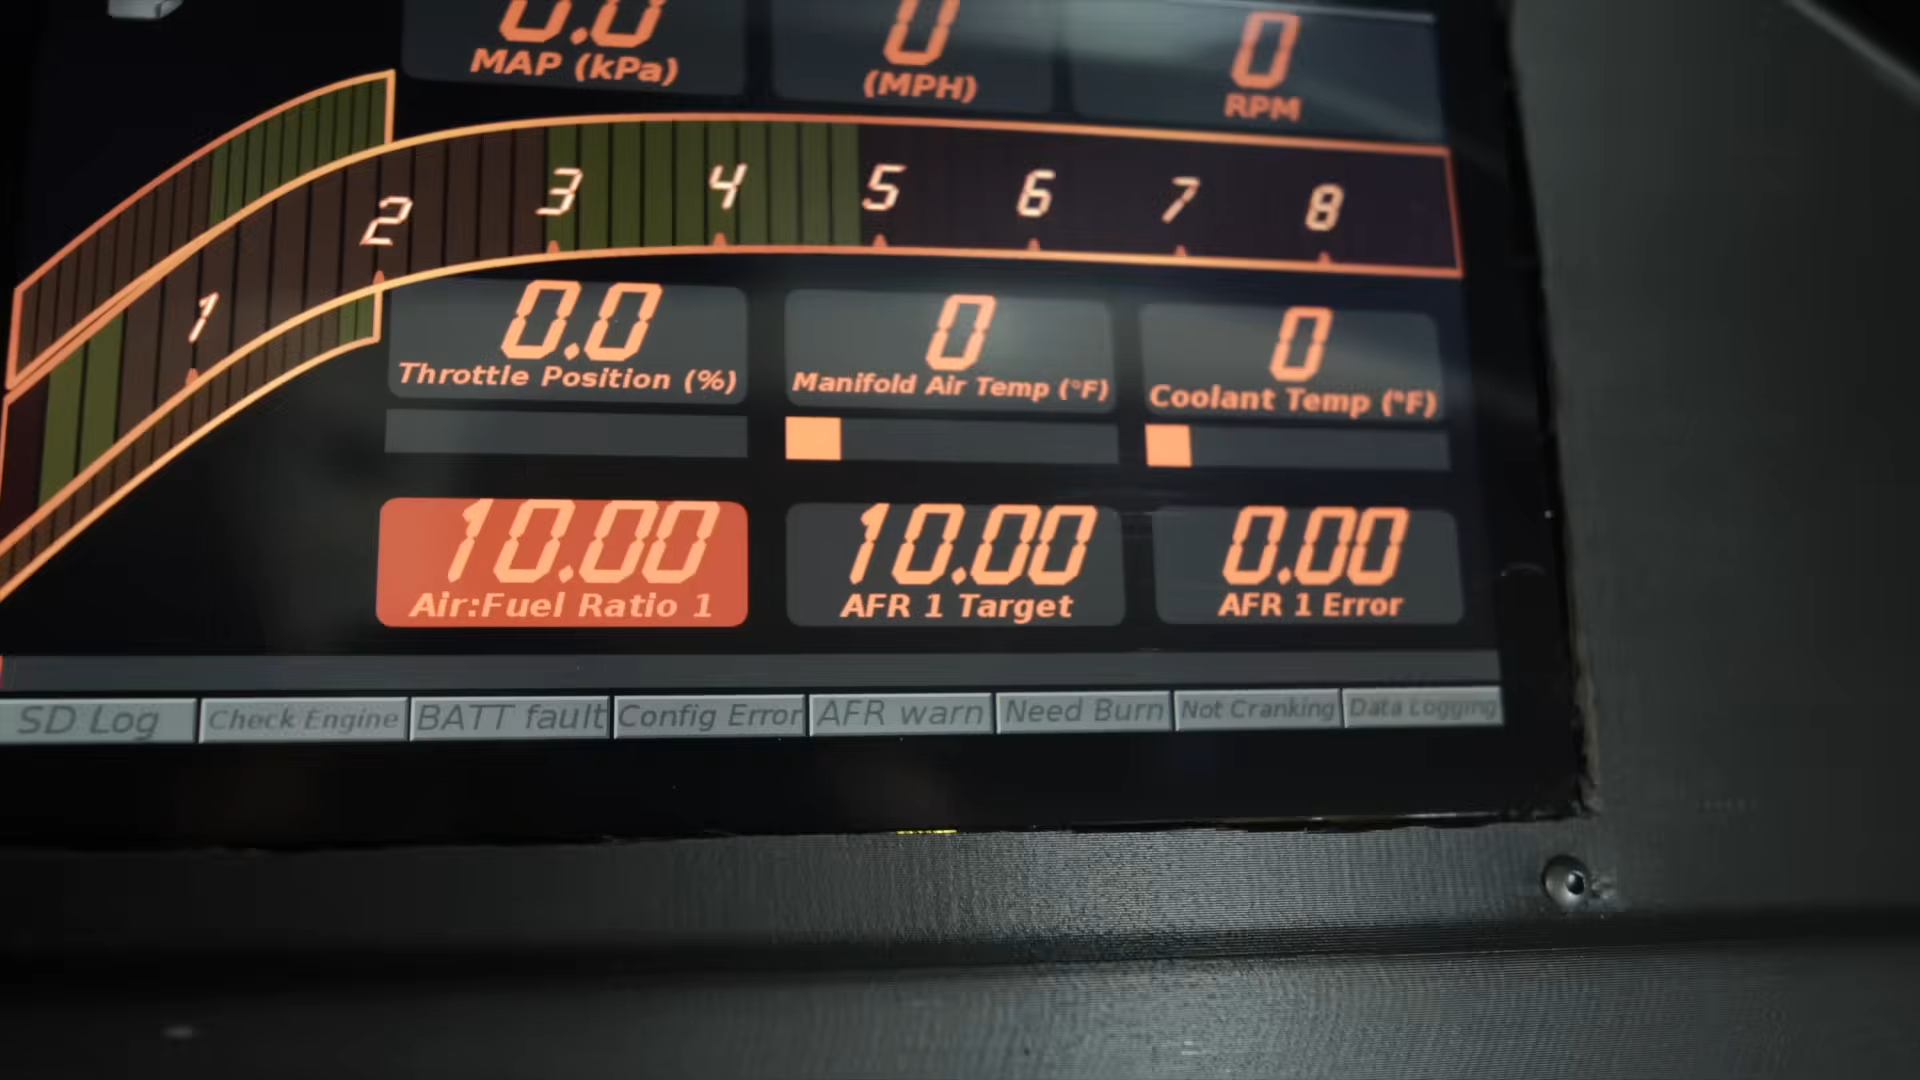 0.0
MAP (kPa)
0
(MPH)
0
RPM
1
2
3
4
5
6
7
8
0.0
Throttle Position (%)
0
Manifold Air Temp (°F)
0
Coolant Temp (°F)
10.00
Air:Fuel Ratio 1
10.00
AFR 1 Target
0.00
AFR 1 Error
SD Log
Check Engine
BATT fault
Config Error
AFR warn
Need Burn
Not Cranking
Data Logging